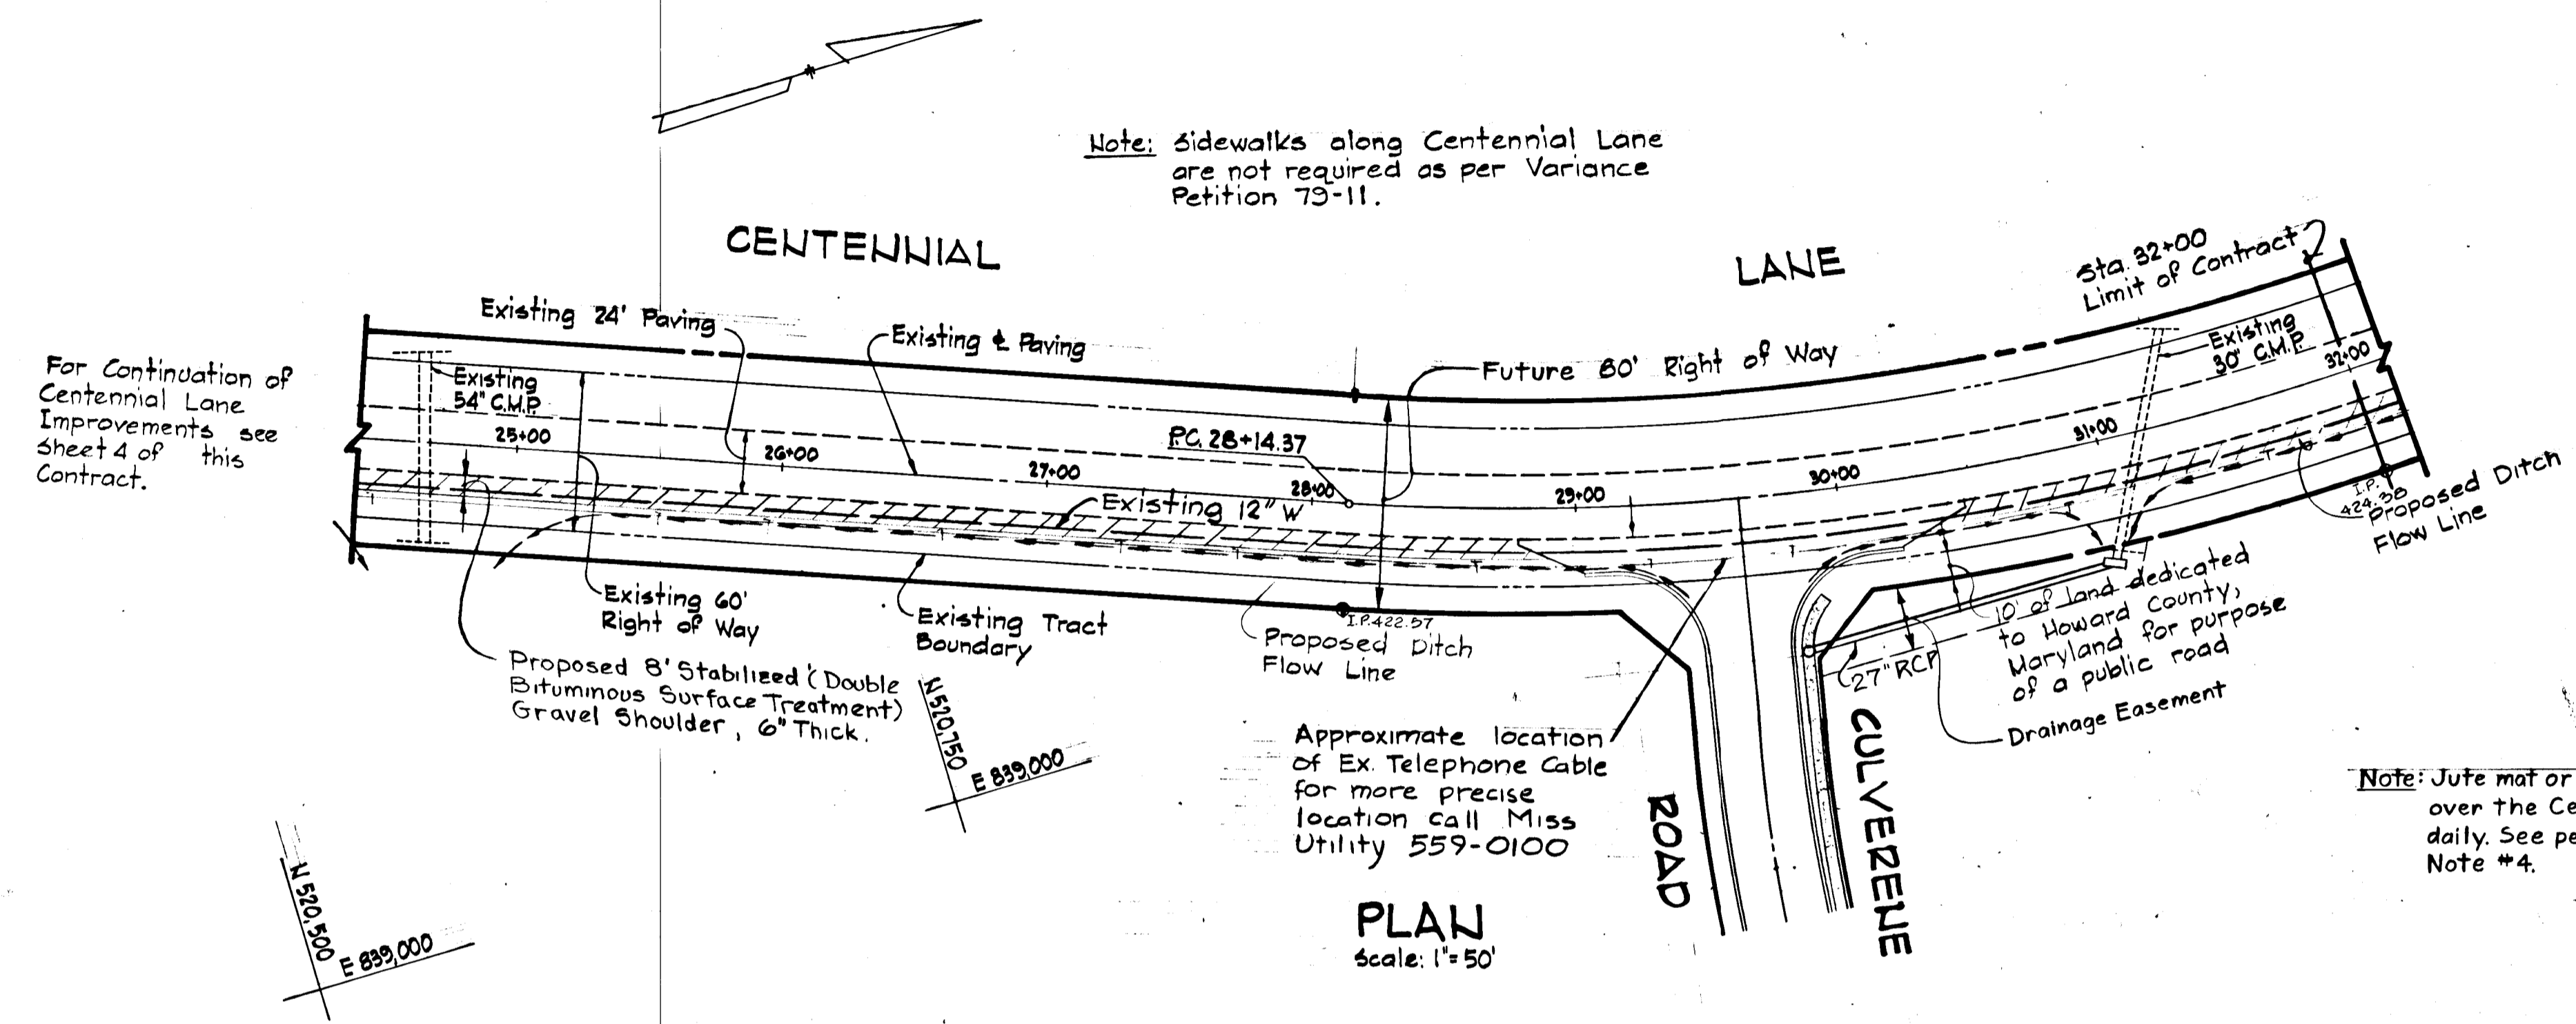 Note: Sidewalks along Centennial Lane
are not required as per Variance
Petition 79-11.
CENTENNIAL
LANE
Sta. 32+00
Limit of Contract
Existing 24' Paving
Existing ℄ Paving
Future 80' Right of Way
Existing
30" C.M.P.
32+00
For Continuation of
Centennial Lane
Improvements see
Sheet 4 of this
Contract.
Existing
54" C.M.P.
25+00
26+00
27+00
P.C. 28+14.37
28+00
29+00
30+00
31+00
Existing 12" W
I.P.
424.38
Proposed Ditch
Flow Line
Existing 60'
Right of Way
Existing Tract
Boundary
I.P. 422.57
Proposed Ditch
Flow Line
10' of land dedicated
to Howard County,
Maryland for purpose
of a public road
27" RCP
Drainage Easement
Proposed 8' Stabilized (Double
Bituminous Surface Treatment)
Gravel Shoulder, 6" Thick.
N 520,750
E 839,000
Approximate location
of Ex. Telephone Cable
for more precise
location call Miss
Utility 559-0100
ROAD
CULVERENE
Note: Jute mat or
over the Ce
daily. See pe
Note #4.
N 520,500
E 839,000
PLAN
Scale: 1"=50'